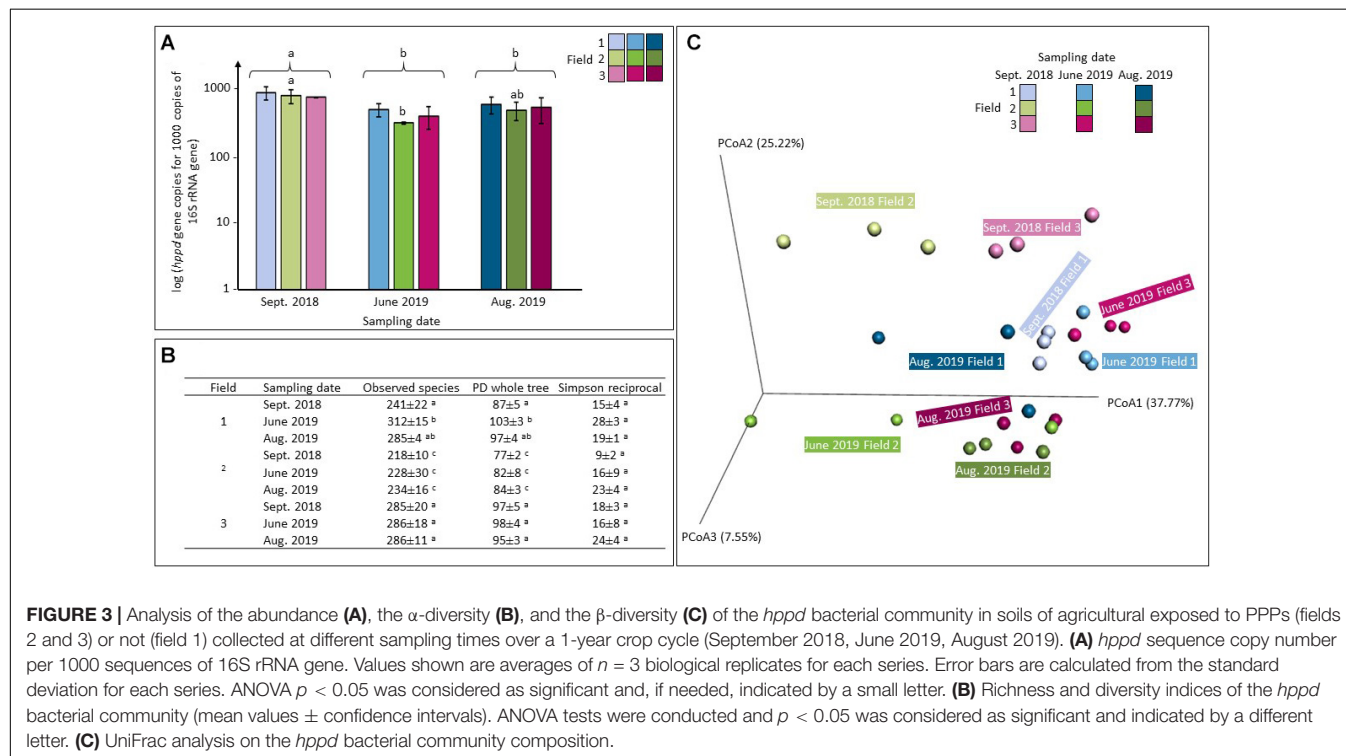 A
a
b
b
1
Field 2
3
a
b
ab
1000
100
10
1
log (hppd gene copies for 1000 copies of
16S rRNA gene)
Sept. 2018
June 2019
Aug. 2019
Sampling date
B
Field Sampling date Observed species PD whole tree Simpson reciprocal
Sept. 2018 241±22 a 87±5 a 15±4 a
1 June 2019 312±15 b 103±3 b 28±3 a
Aug. 2019 285±4 ab 97±4 ab 19±1 a
Sept. 2018 218±10 c 77±2 c 9±2 a
2 June 2019 228±30 c 82±8 c 16±9 a
Aug. 2019 234±16 c 84±3 c 23±4 a
Sept. 2018 285±20 a 97±5 a 18±3 a
3 June 2019 286±18 a 98±4 a 16±8 a
Aug. 2019 286±11 a 95±3 a 24±4 a
C
Sampling date
Sept. 2018 June 2019 Aug. 2019
1
Field 2
3
PCoA2 (25.22%)
Sept. 2018 Field 2
Sept. 2018 Field 3
Sept. 2018 Field 1
June 2019 Field 3
Aug. 2019 Field 1
June 2019 Field 1
PCoA1 (37.77%)
Aug. 2019 Field 3
June 2019 Field 2
Aug. 2019 Field 2
PCoA3 (7.55%)
FIGURE 3 | Analysis of the abundance (A), the α-diversity (B), and the β-diversity (C) of the hppd bacterial community in soils of agricultural exposed to PPPs (fields
2 and 3) or not (field 1) collected at different sampling times over a 1-year crop cycle (September 2018, June 2019, August 2019). (A) hppd sequence copy number
per 1000 sequences of 16S rRNA gene. Values shown are averages of n = 3 biological replicates for each series. Error bars are calculated from the standard
deviation for each series. ANOVA p < 0.05 was considered as significant and, if needed, indicated by a small letter. (B) Richness and diversity indices of the hppd
bacterial community (mean values ± confidence intervals). ANOVA tests were conducted and p < 0.05 was considered as significant and indicated by a different
letter. (C) UniFrac analysis on the hppd bacterial community composition.